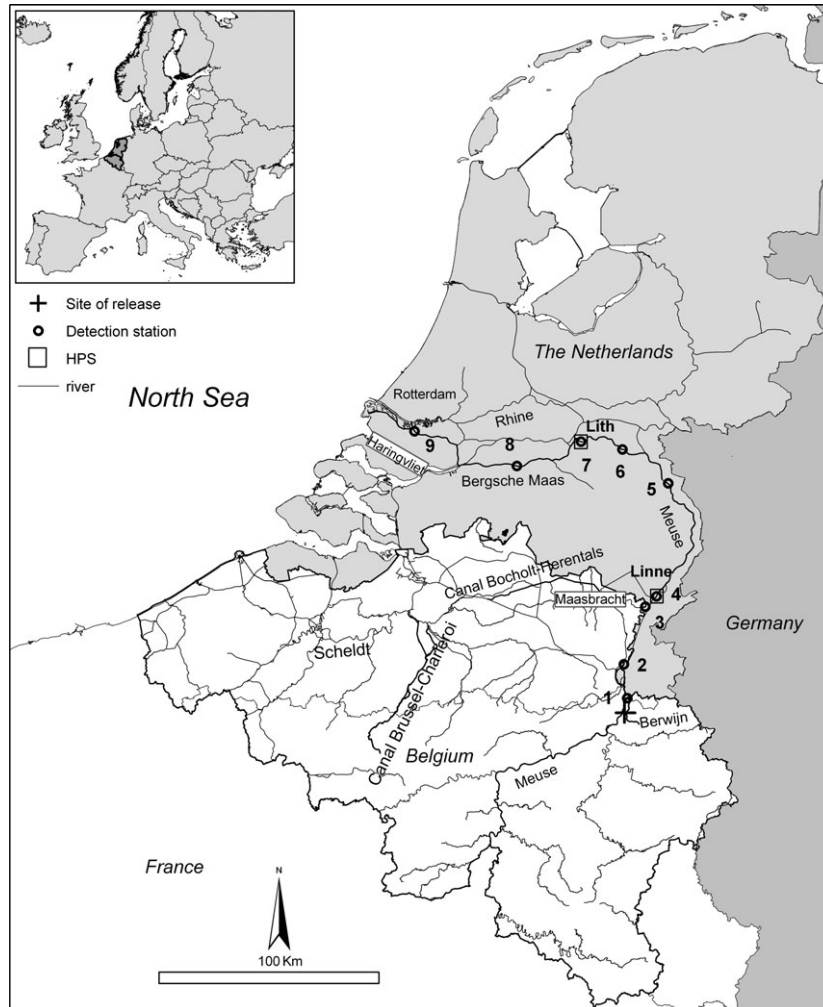 Site of release
Detection station
HPS
river
North Sea
The Netherlands
Rotterdam
Rhine
Lith
9
8
Haringvliet
7
6
Bergsche Maas
5
Meuse
Canal Bocholt-Herentals
Linne
Maasbracht
4
3
Germany
Scheldt
2
Canal Brussel-Charleroi
1
Berwijn
Belgium
Meuse
France
N
100 Km